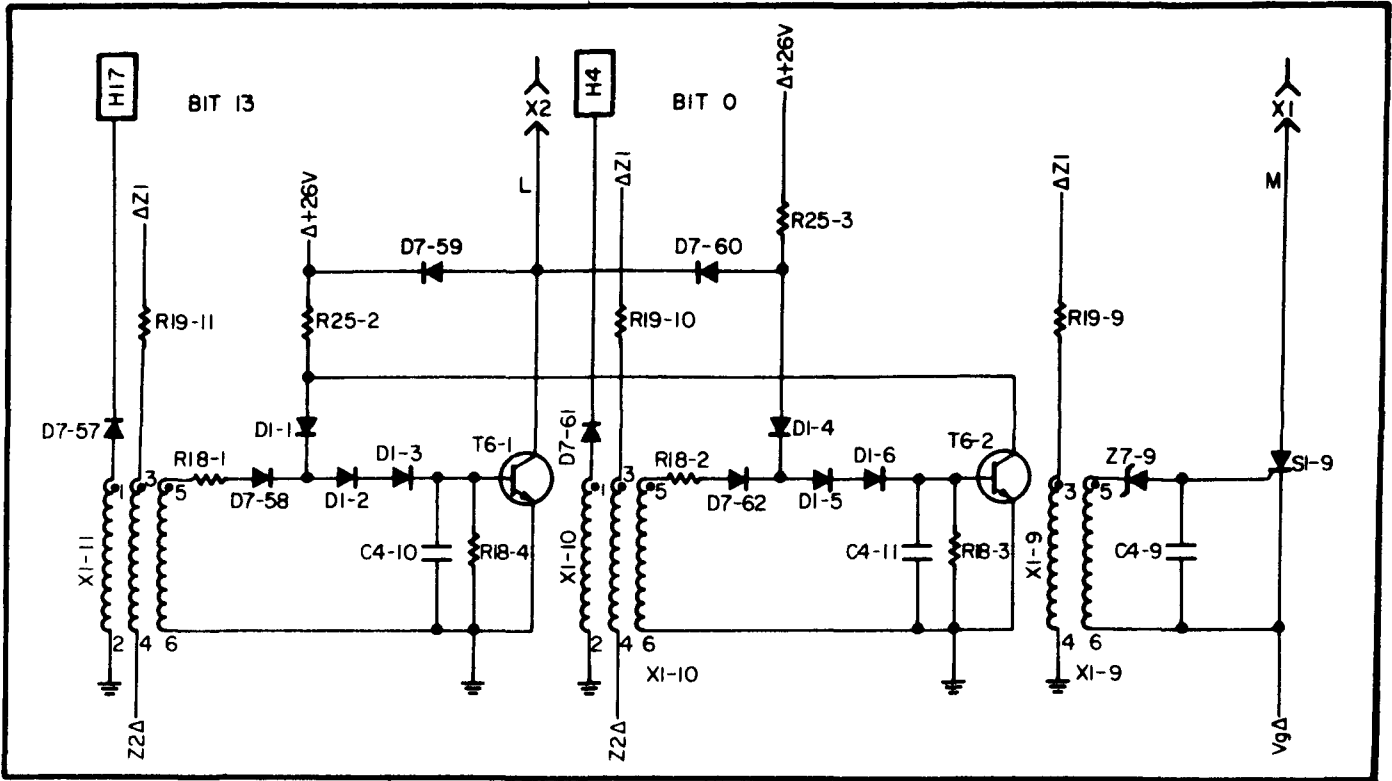 H17
BIT 13
X2
H4
BIT 0
Δ+26V
X1
ΔZ1
Δ+26V
L
ΔZ1
R25-3
ΔZ1
M
D7-59
D7-60
R19-11
R25-2
R19-10
R19-9
D7-57
D1-1
D1-3
T6-1
D7-61
D1-4
D1-6
T6-2
R18-1
D7-58
D1-2
R18-2
D7-62
D1-5
Z7-9
S1-9
1
3
5
1
3
5
3
5
X1-11
C4-10
R18-4
X1-10
C4-11
R18-3
X1-9
C4-9
2
4
6
2
4
6
4
6
X1-10
X1-9
Z2Δ
Z2Δ
VgΔ